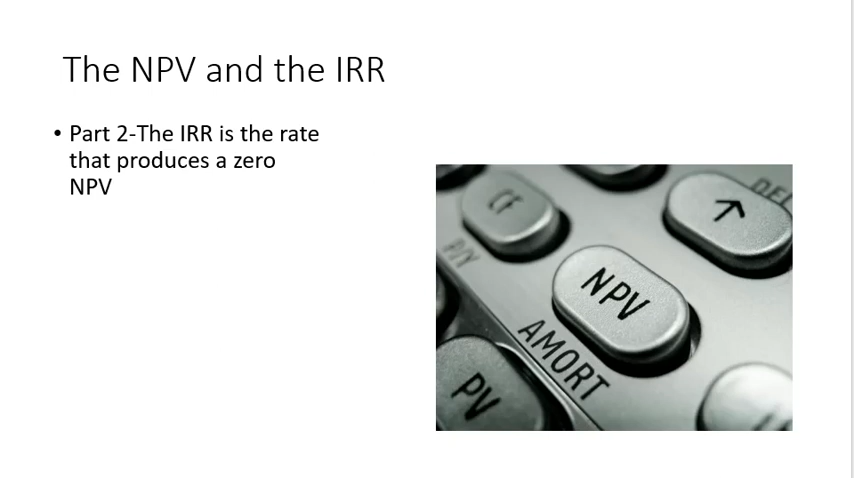 The NPV and the IRR
• Part 2-The IRR is the rate
that produces a zero
NPV
CF
DEL
↑
P/Y
NPV
AMORT
PV